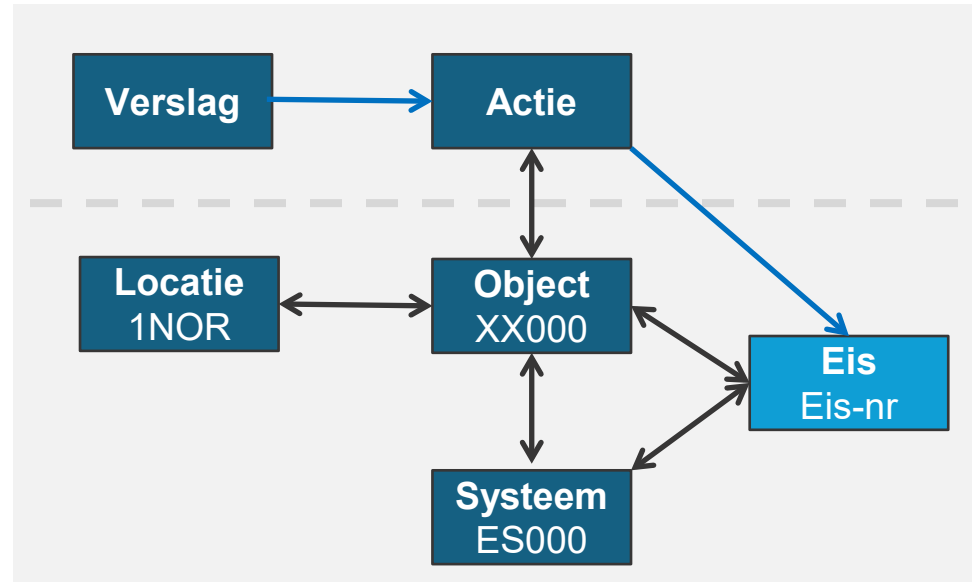 Verslag
Actie
Locatie
1NOR
Object
XX000
Eis
Eis-nr
Systeem
ES000